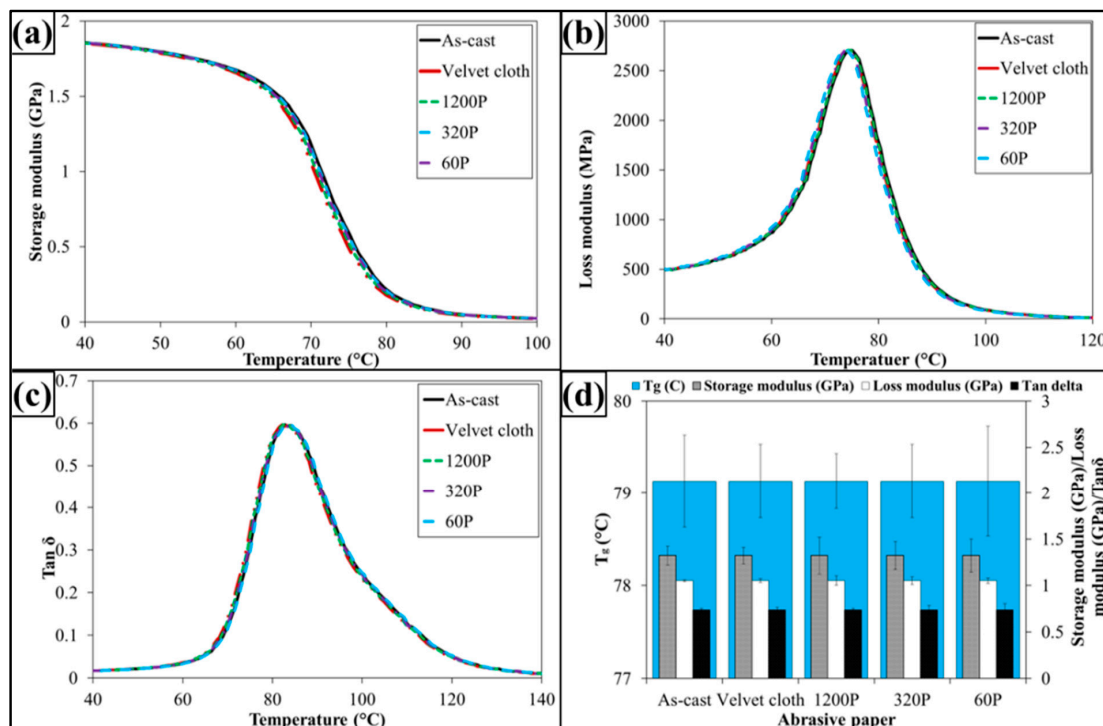 (a)
2
1.5
1
0.5
0
Storage modulus (GPa)
As-cast
Velvet cloth
1200P
320P
60P
40 50 60 70 80 90 100
Temperature (°C)
(b)
3000
2500
2000
1500
1000
500
0
Loss modulus (MPa)
As-cast
Velvet cloth
1200P
320P
60P
40 60 80 100 120
Temperatuer (°C)
(c)
0.7
0.6
0.5
0.4
0.3
0.2
0.1
0
Tan δ
As-cast
Velvet cloth
1200P
320P
60P
40 60 80 100 120 140
Temperature (°C)
(d)
Tg (C) Storage modulus (GPa) Loss modulus (GPa) Tan delta
80
79
78
77
Tg (°C)
3
2.5
2
1.5
1
0.5
0
Storage modulus (GPa)/Loss
modulus (GPa)/Tanδ
As-cast Velvet cloth 1200P 320P 60P
Abrasive paper